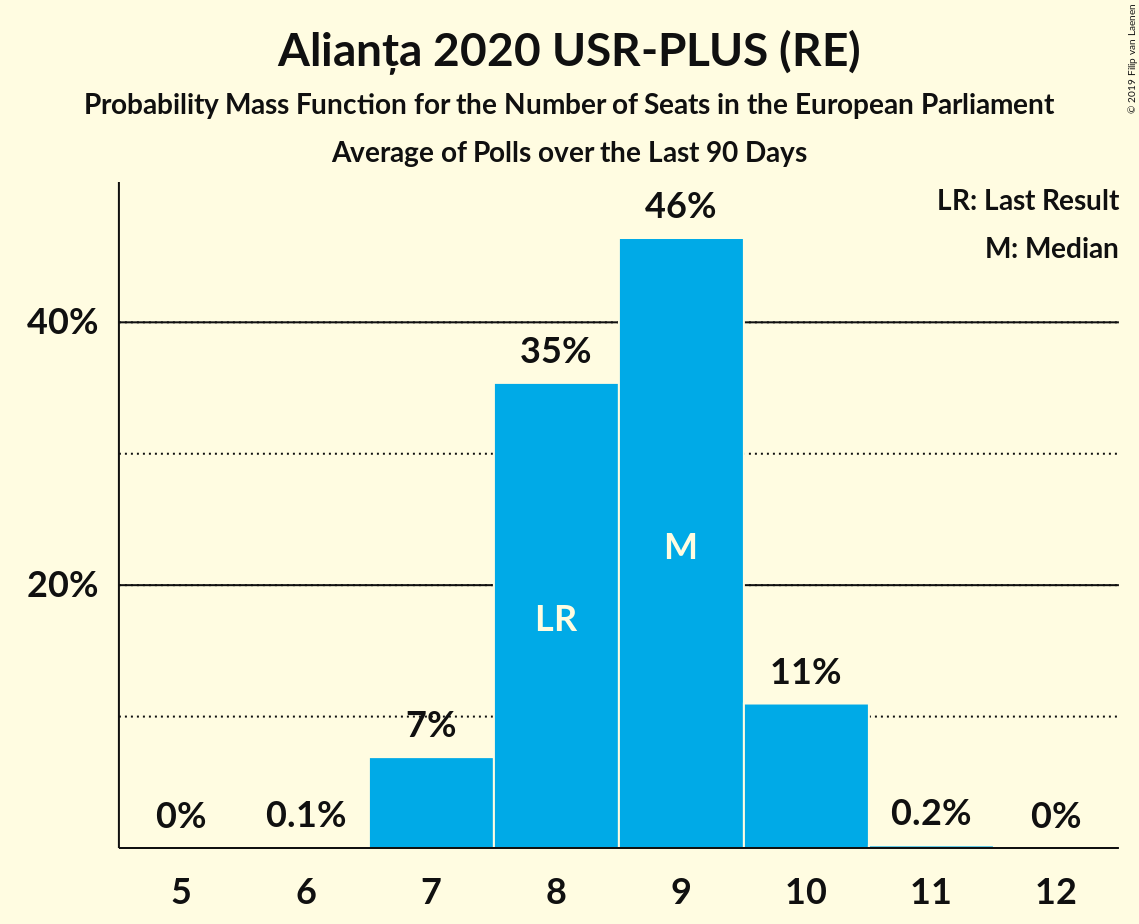 Alianța 2020 USR-PLUS (RE)
Probability Mass Function for the Number of Seats in the European Parliament
Average of Polls over the Last 90 Days
© 2019 Filip van Laenen
LR: Last Result
M: Median
46%
40%
35%
M
20%
LR
11%
7%
0%
0.1%
0.2%
0%
5 6 7 8 9 10 11 12